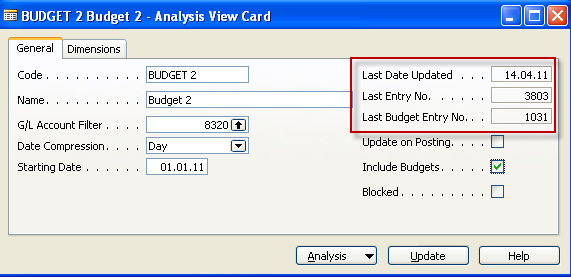 BUDGET 2 Budget 2 - Analysis View Card
General
Dimensions
Code . . . . . . . . . . BUDGET 2
Name . . . . . . . . . . Budget 2
G/L Account Filter . . . . . 8320
Date Compression . . . . . Day
Starting Date . . . . . . 01.01.11
Last Date Updated . . . . 14.04.11
Last Entry No. . . . . . . 3803
Last Budget Entry No. . . 1031
Update on Posting. . . . .
Include Budgets . . . . . .
Blocked . . . . . . . . . .
Analysis
Update
Help